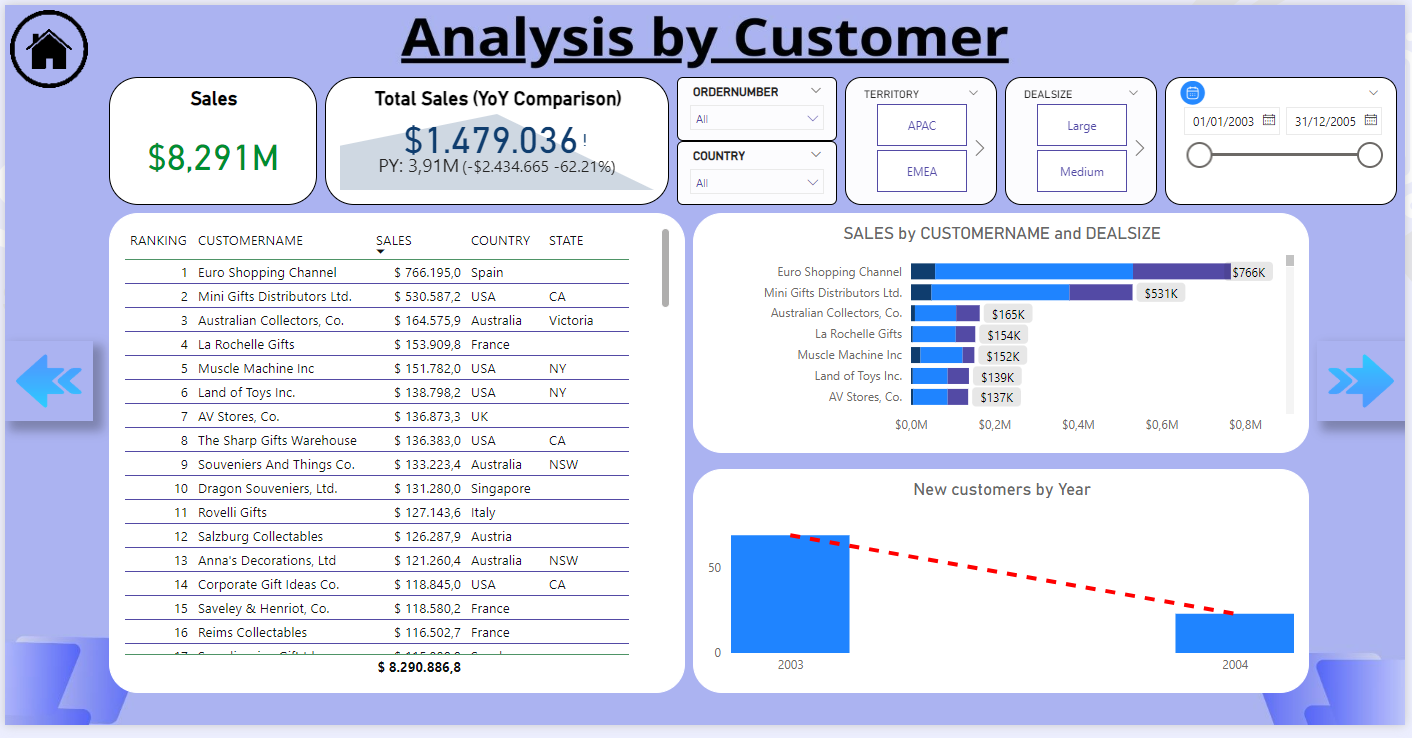 Analysis by Customer
Sales
$8,291M
Total Sales (YoY Comparison)
$1.479.036 !
PY: 3,91M (-$2.434.665 -62.21%)
ORDERNUMBER
All
COUNTRY
All
TERRITORY
APAC
EMEA
DEALSIZE
Large
Medium
01/01/2003 31/12/2005
RANKING CUSTOMERNAME SALES COUNTRY STATE
1 Euro Shopping Channel $ 766.195,0 Spain
2 Mini Gifts Distributors Ltd. $ 530.587,2 USA CA
3 Australian Collectors, Co. $ 164.575,9 Australia Victoria
4 La Rochelle Gifts $ 153.909,8 France
5 Muscle Machine Inc $ 151.782,0 USA NY
6 Land of Toys Inc. $ 138.798,2 USA NY
7 AV Stores, Co. $ 136.873,3 UK
8 The Sharp Gifts Warehouse $ 136.383,0 USA CA
9 Souveniers And Things Co. $ 133.223,4 Australia NSW
10 Dragon Souveniers, Ltd. $ 131.280,0 Singapore
11 Rovelli Gifts $ 127.143,6 Italy
12 Salzburg Collectables $ 126.287,9 Austria
13 Anna's Decorations, Ltd $ 121.260,4 Australia NSW
14 Corporate Gift Ideas Co. $ 118.845,0 USA CA
15 Saveley & Henriot, Co. $ 118.580,2 France
16 Reims Collectables $ 116.502,7 France
$ 8.290.886,8
SALES by CUSTOMERNAME and DEALSIZE
Euro Shopping Channel $766K
Mini Gifts Distributors Ltd. $531K
Australian Collectors, Co. $165K
La Rochelle Gifts $154K
Muscle Machine Inc $152K
Land of Toys Inc. $139K
AV Stores, Co. $137K
$0,0M $0,2M $0,4M $0,6M $0,8M
New customers by Year
50
0
2003 2004